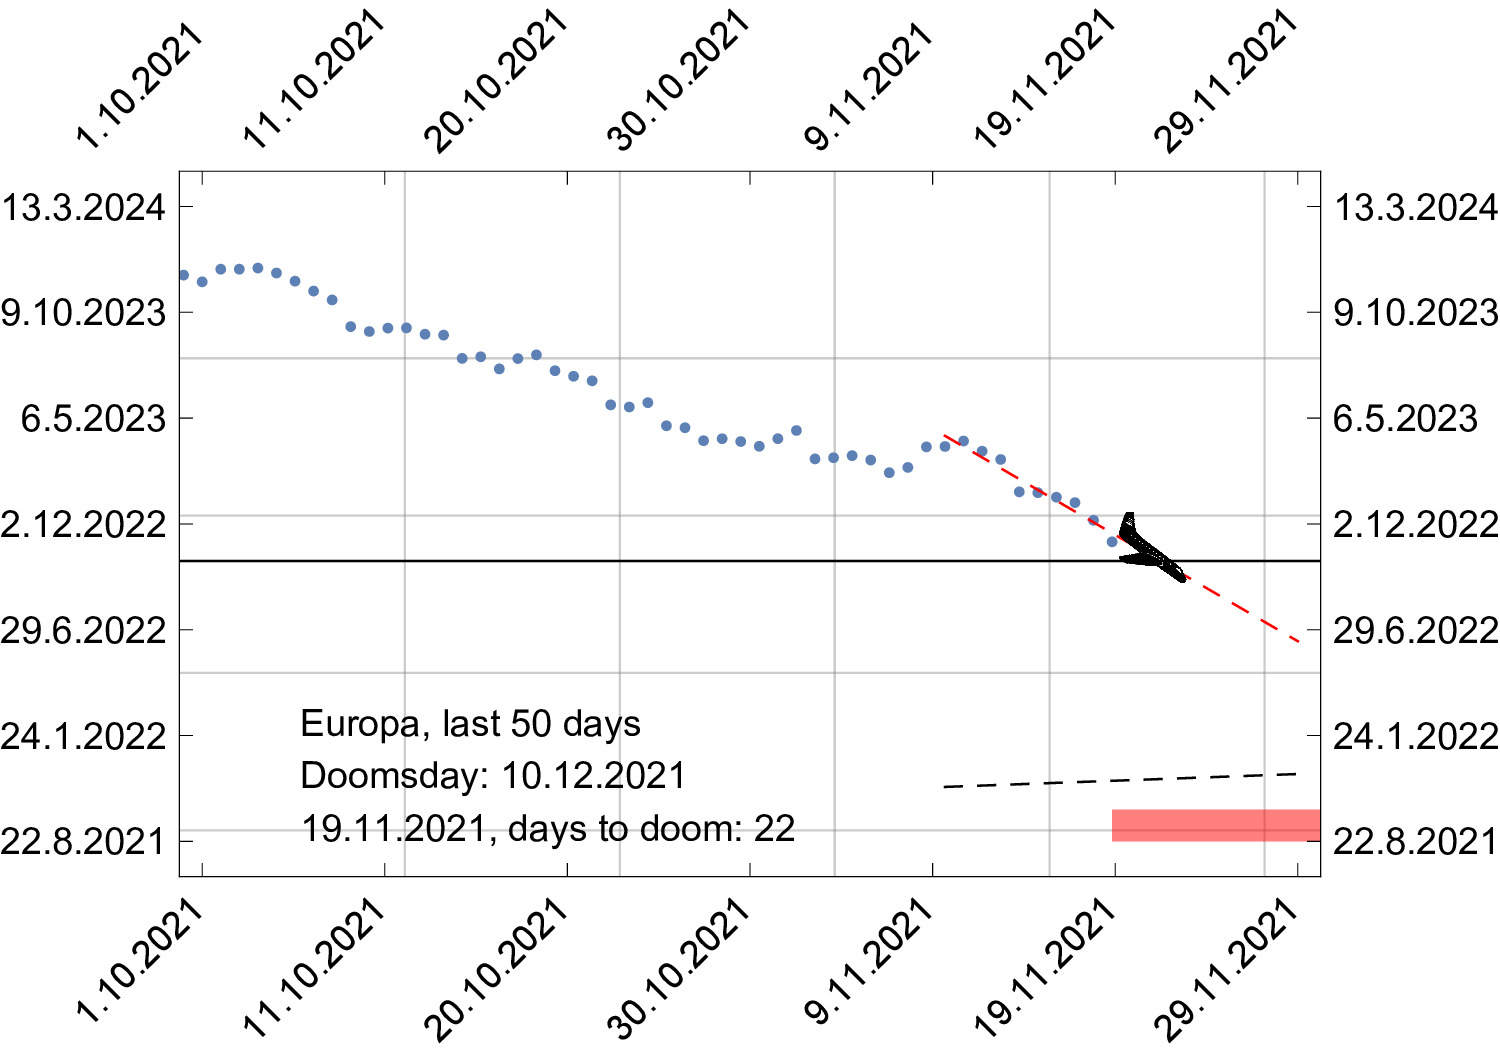 1.10.2021 11.10.2021 20.10.2021 30.10.2021 9.11.2021 19.11.2021 29.11.2021
13.3.2024 13.3.2024
9.10.2023 9.10.2023
6.5.2023 6.5.2023
2.12.2022 2.12.2022
29.6.2022 29.6.2022
Europa, last 50 days
24.1.2022 24.1.2022
Doomsday: 10.12.2021
19.11.2021, days to doom: 22
22.8.2021 22.8.2021
1.10.2021 11.10.2021 20.10.2021 30.10.2021 9.11.2021 19.11.2021 29.11.2021